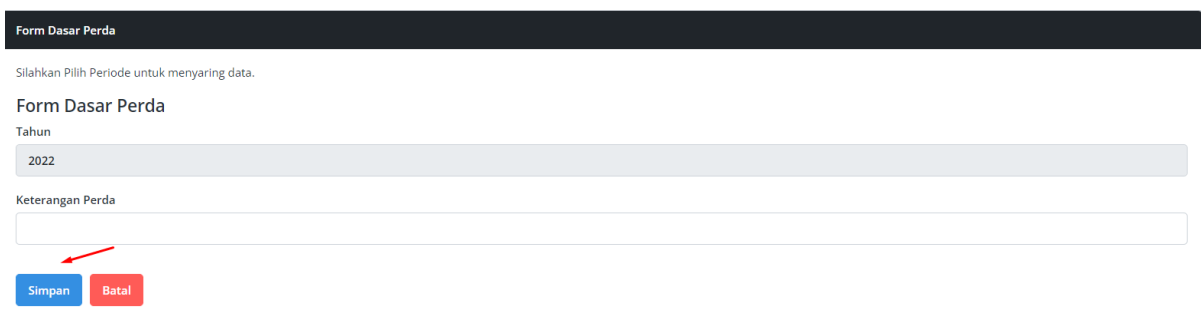 Form Dasar Perda
Silahkan Pilih Periode untuk menyaring data.
Form Dasar Perda
Tahun
2022
Keterangan Perda
Simpan Batal